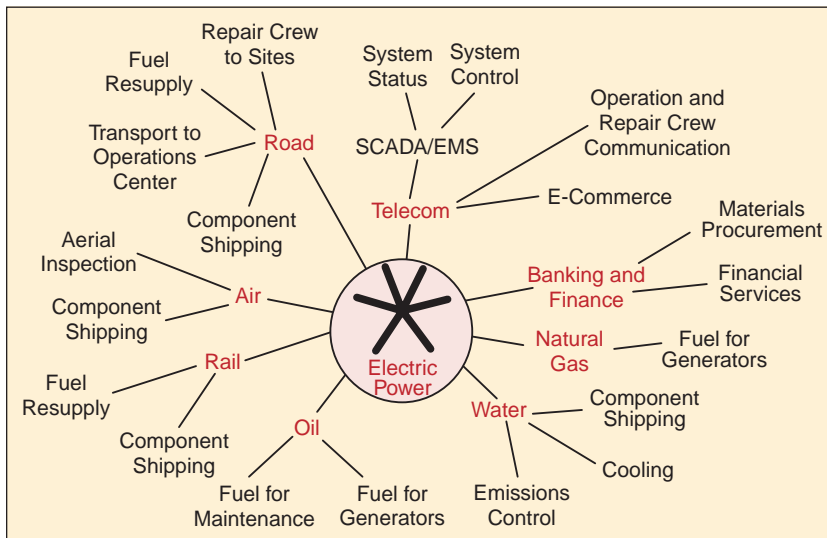 Repair Crew
to Sites
Fuel
Resupply
Transport to
Operations
Center
Road
Component
Shipping
System
Status
System
Control
SCADA/EMS
Telecom
Operation and
Repair Crew
Communication
E-Commerce
Aerial
Inspection
Air
Component
Shipping
Materials
Procurement
Banking and
Finance
Financial
Services
Natural
Gas
Fuel for
Generators
Electric
Power
Rail
Fuel
Resupply
Component
Shipping
Oil
Fuel for
Maintenance
Fuel for
Generators
Water
Component
Shipping
Cooling
Emissions
Control